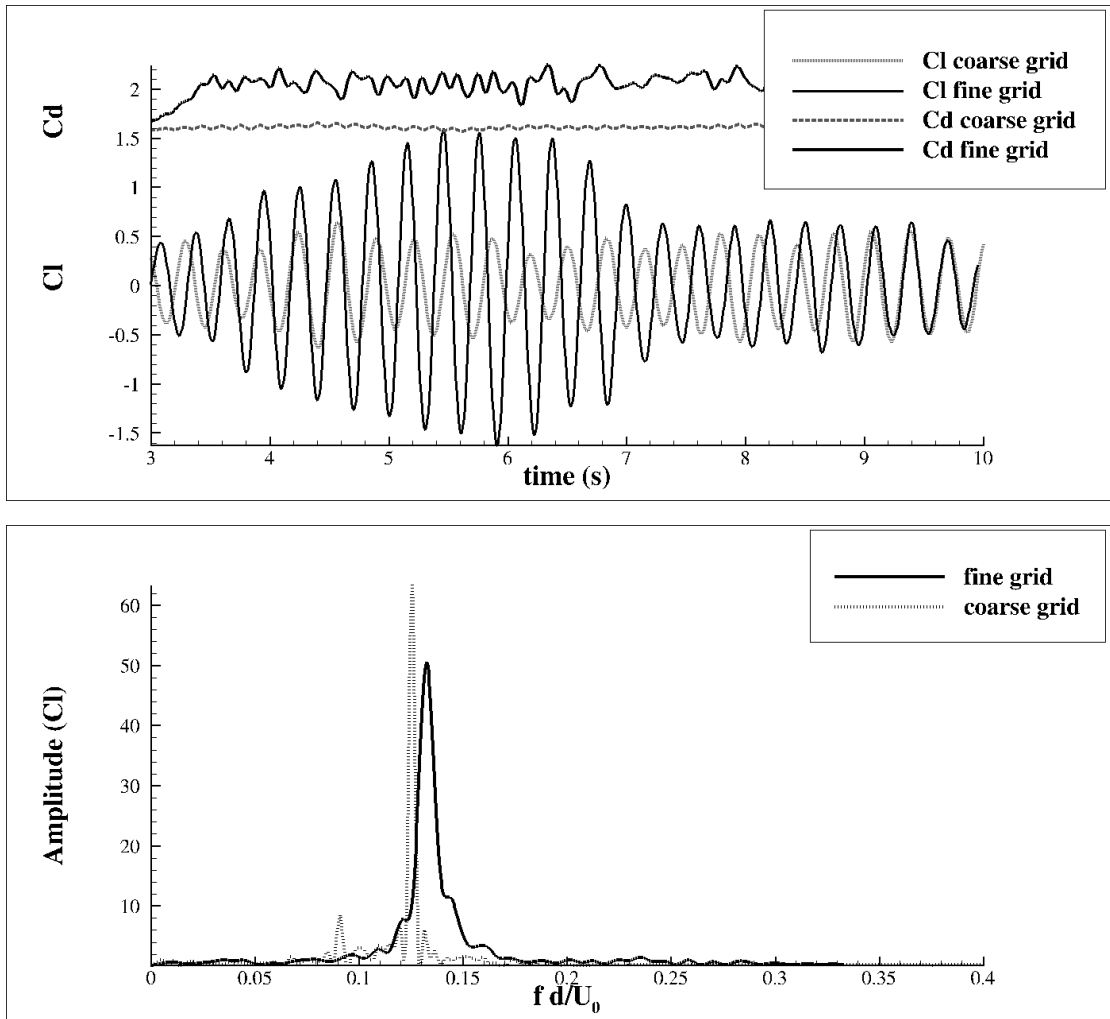 Cl coarse grid
Cl fine grid
Cd coarse grid
Cd fine grid
Cd
Cl
2
1.5
1
0.5
0
-0.5
-1
-1.5
3 4 5 6 7 8 9 10
time (s)
fine grid
coarse grid
Amplitude (Cl)
60
50
40
30
20
10
0 0.05 0.1 0.15 0.2 0.25 0.3 0.35 0.4
f d/U₀